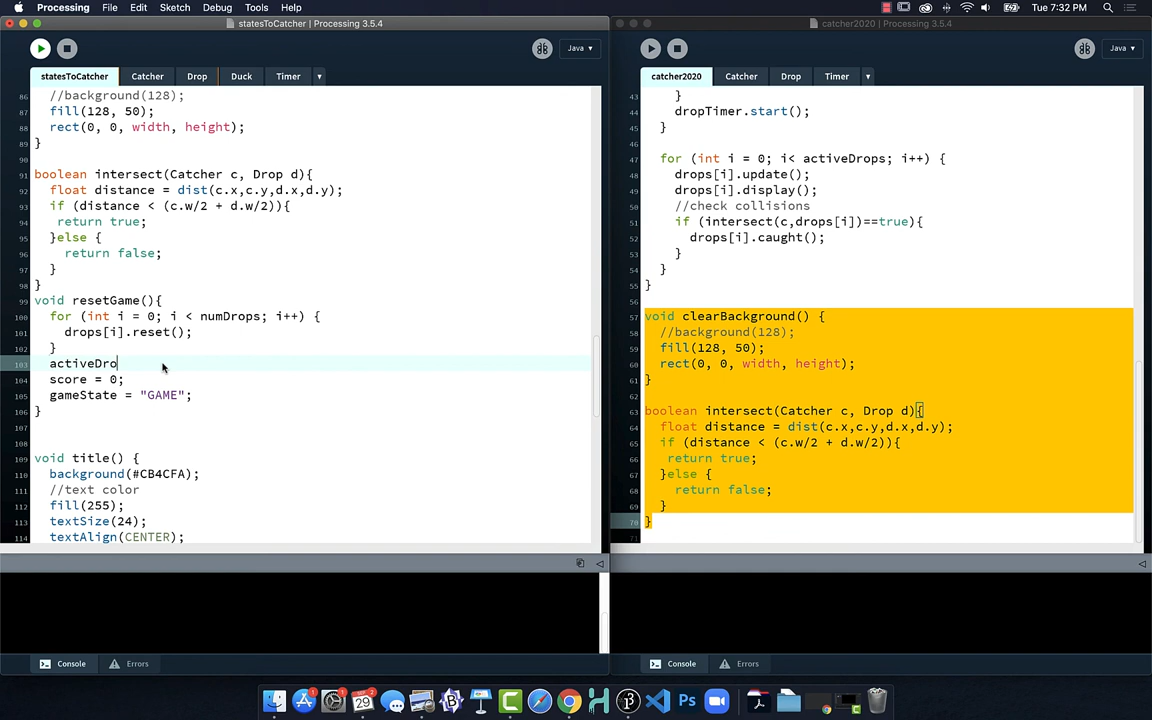 Processing File Edit Sketch Debug Tools Help Tue 7:32 PM
statesToCatcher | Processing 3.5.4
Java ▾
statesToCatcher Catcher Drop Duck Timer ▾
86 //background(128);
87 fill(128, 50);
88 rect(0, 0, width, height);
89 }
90
91 boolean intersect(Catcher c, Drop d){
92 float distance = dist(c.x,c.y,d.x,d.y);
93 if (distance < (c.w/2 + d.w/2)){
94 return true;
95 }else {
96 return false;
97 }
98 }
99 void resetGame(){
100 for (int i = 0; i < numDrops; i++) {
101 drops[i].reset();
102 }
103 activeDro
104 score = 0;
105 gameState = "GAME";
106 }
107
108
109 void title() {
110 background(#CB4CFA);
111 //text color
112 fill(255);
113 textSize(24);
114 textAlign(CENTER);
Console Errors
catcher2020 | Processing 3.5.4
Java ▾
catcher2020 Catcher Drop Timer ▾
43 }
44 dropTimer.start();
45 }
46
47 for (int i = 0; i< activeDrops; i++) {
48 drops[i].update();
49 drops[i].display();
50 //check collisions
51 if (intersect(c,drops[i])==true){
52 drops[i].caught();
53 }
54 }
55 }
56
57 void clearBackground() {
58 //background(128);
59 fill(128, 50);
60 rect(0, 0, width, height);
61 }
62
63 boolean intersect(Catcher c, Drop d){
64 float distance = dist(c.x,c.y,d.x,d.y);
65 if (distance < (c.w/2 + d.w/2)){
66 return true;
67 }else {
68 return false;
69 }
70 }
71
Console Errors
29
Ps